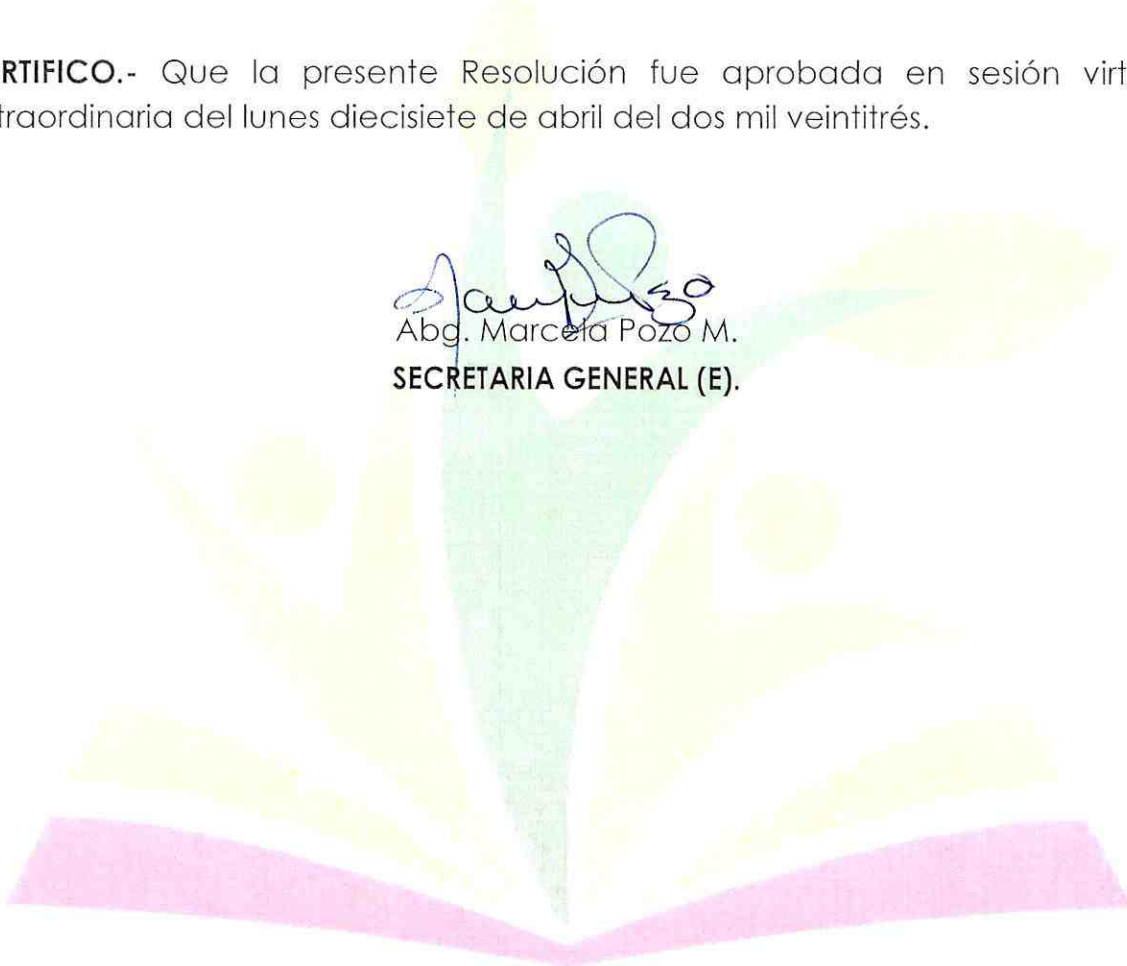 RTIFICO.- Que la presente Resolución fue aprobada en sesión virt
traordinaria del lunes diecisiete de abril del dos mil veintitrés.
Abg. Marcela Pozo M.
SECRETARIA GENERAL (E).